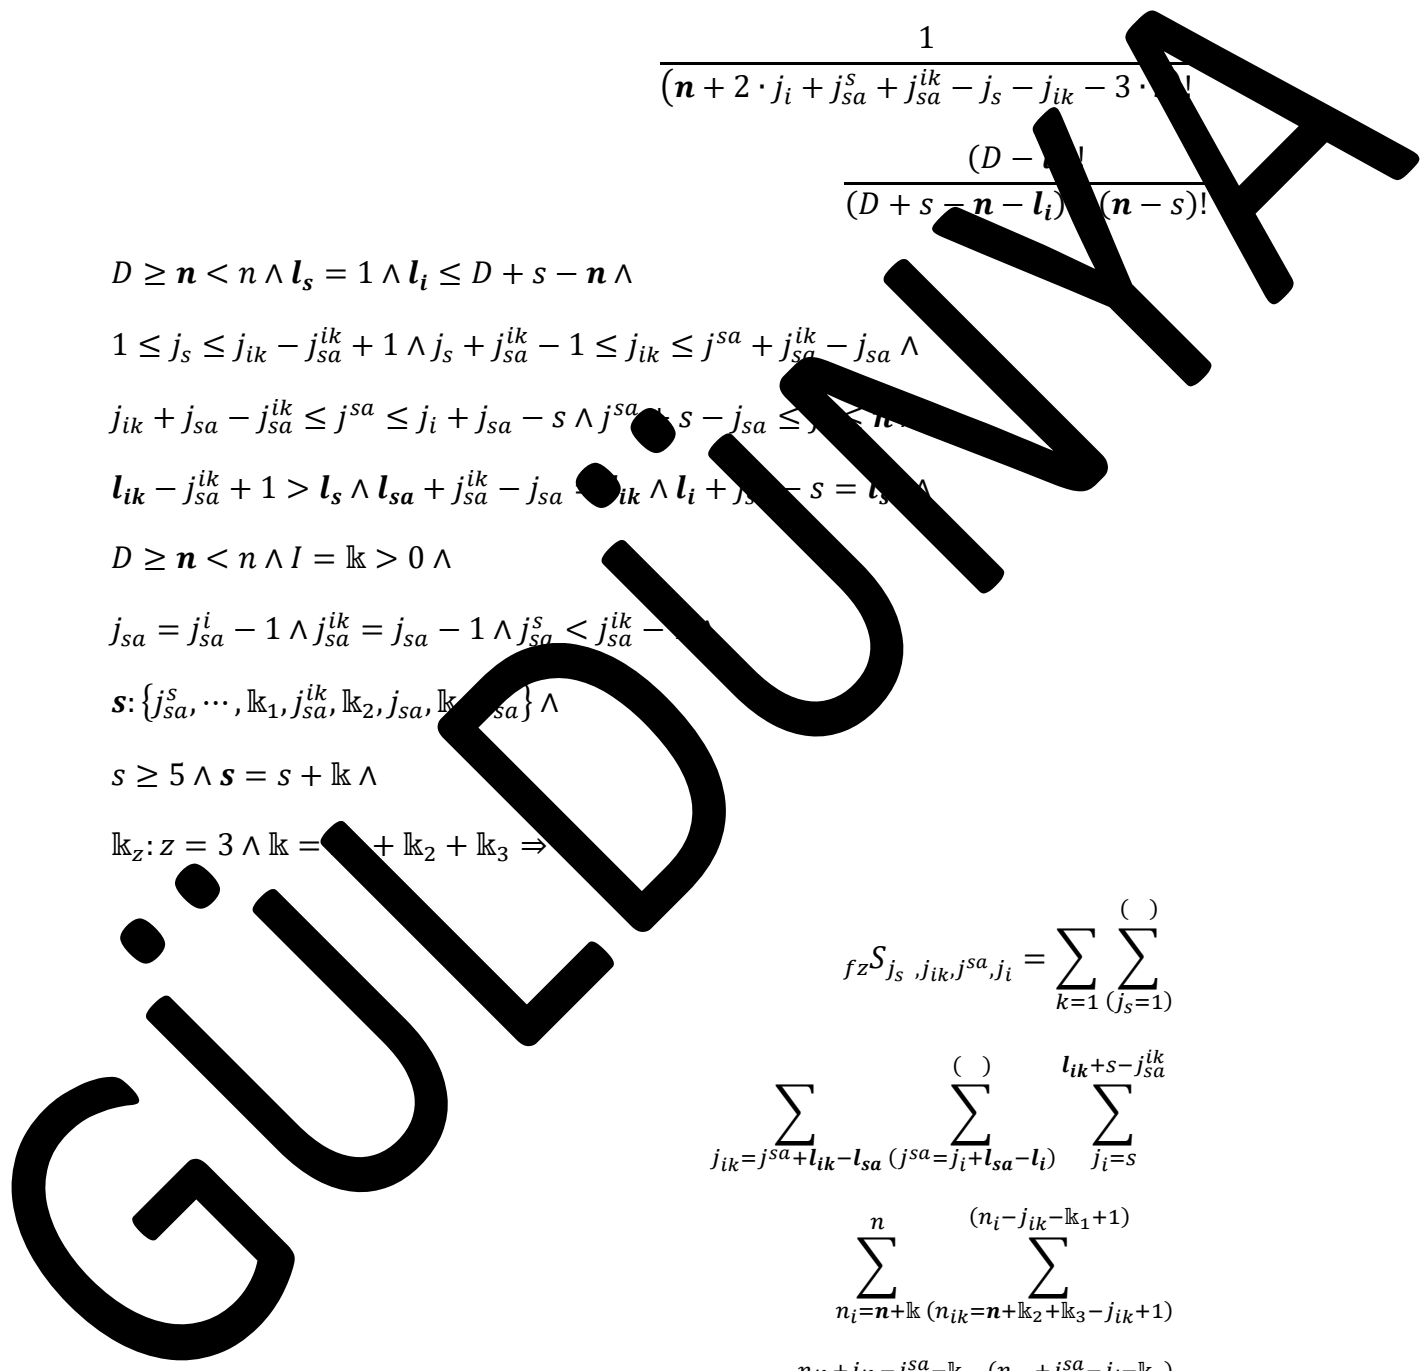 1
(n + 2 · j_i + j_sa^s + j_sa^ik − j_s − j_ik − 3 · !
(D − !
(D + s − n − l_i) (n − s)!
D ≥ n < n ∧ l_s = 1 ∧ l_i ≤ D + s − n ∧
1 ≤ j_s ≤ j_ik − j_sa^ik + 1 ∧ j_s + j_sa^ik − 1 ≤ j_ik ≤ j^sa + j_sa^ik − j_sa ∧
j_ik + j_sa − j_sa^ik ≤ j^sa ≤ j_i + j_sa − s ∧ j^sa + s − j_sa ≤ n
l_ik − j_sa^ik + 1 > l_s ∧ l_sa + j_sa^ik − j_sa ik ∧ l_i + − s = ∧
D ≥ n < n ∧ I = 𝕜 > 0 ∧
j_sa = j_sa^i − 1 ∧ j_sa^ik = j_sa − 1 ∧ j_sa^s < j_sa^ik −
s: {j_sa^s, ⋯ , 𝕜_1, j_sa^ik, 𝕜_2, j_sa, 𝕜 sa} ∧
s ≥ 5 ∧ s = s + 𝕜 ∧
𝕜_z: z = 3 ∧ 𝕜 = + 𝕜_2 + 𝕜_3 ⇒
( )
fz S_{j_s ,j_ik,j^sa,j_i} = ∑ ∑
k=1 (j_s=1)
( ) l_ik+s−j_sa^ik
∑ ∑ ∑
j_ik=j^sa+l_ik−l_sa (j^sa=j_i+l_sa−l_i) j_i=s
n (n_i−j_ik−𝕜_1+1)
∑ ∑
n_i=n+𝕜 (n_ik=n+𝕜_2+𝕜_3−j_ik+1)
GÜLDÜNYA